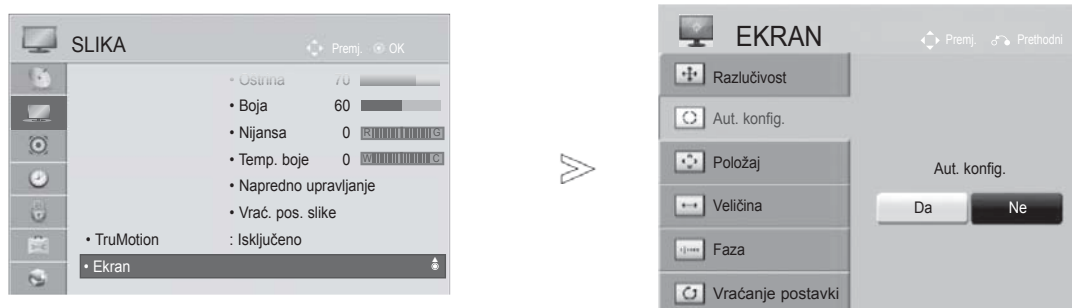 SLIKA
Premj. OK
• Oštrina 70
• Boja 60
• Nijansa 0 R G
• Temp. boje 0 W C
• Napredno upravljanje
• Vrać. pos. slike
• TruMotion : Isključeno
• Ekran
EKRAN
Premj. Prethodni
Razlučivost
Aut. konfig.
Položaj
Veličina
Faza
Vraćanje postavki
Aut. konfig.
Da Ne